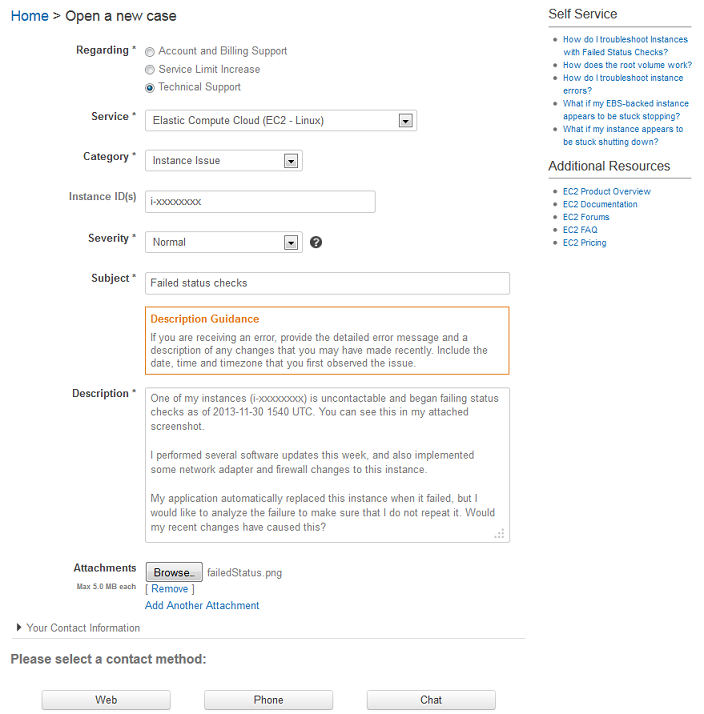 Home > Open a new case
Regarding *
Account and Billing Support
Service Limit Increase
Technical Support
Service *
Elastic Compute Cloud (EC2 - Linux)
Category *
Instance Issue
Instance ID(s)
i-xxxxxxxx
Severity *
Normal
?
Subject *
Failed status checks
Description Guidance
If you are receiving an error, provide the detailed error message and a
description of any changes that you may have made recently. Include the
date, time and timezone that you first observed the issue.
Description *
One of my instances (i-xxxxxxxx) is uncontactable and began failing status
checks as of 2013-11-30 1540 UTC. You can see this in my attached
screenshot.
I performed several software updates this week, and also implemented
some network adapter and firewall changes to this instance.
My application automatically replaced this instance when it failed, but I
would like to analyze the failure to make sure that I do not repeat it. Would
my recent changes have caused this?
Attachments
Max 5.0 MB each
Browse... failedStatus.png
[ Remove ]
Add Another Attachment
Your Contact Information
Please select a contact method:
Web
Phone
Chat
Self Service
How do I troubleshoot Instances
with Failed Status Checks?
How does the root volume work?
How do I troubleshoot instance
errors?
What if my EBS-backed instance
appears to be stuck stopping?
What if my instance appears to
be stuck shutting down?
Additional Resources
EC2 Product Overview
EC2 Documentation
EC2 Forums
EC2 FAQ
EC2 Pricing